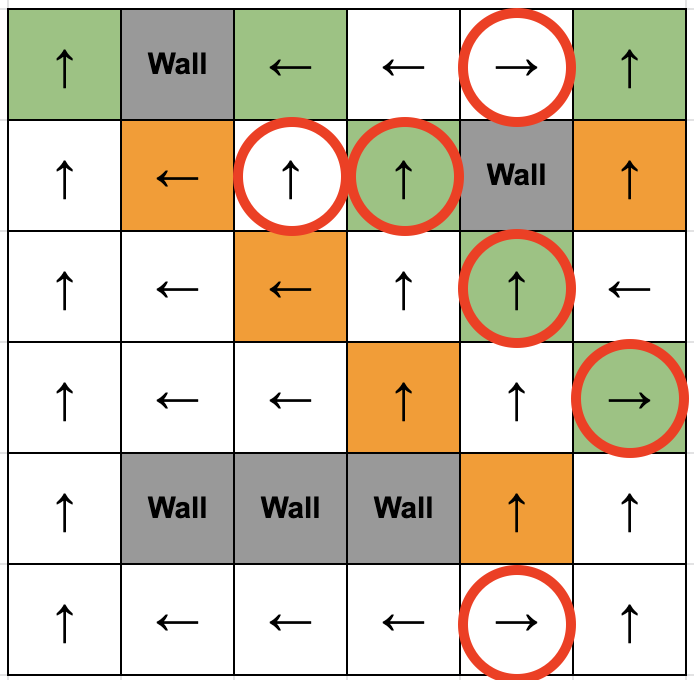 ↑ Wall ← ← → ↑
↑ ← ↑ ↑ Wall ↑
↑ ← ← ↑ ↑ ←
↑ ← ← ↑ ↑ →
↑ Wall Wall Wall ↑ ↑
↑ ← ← ← → ↑